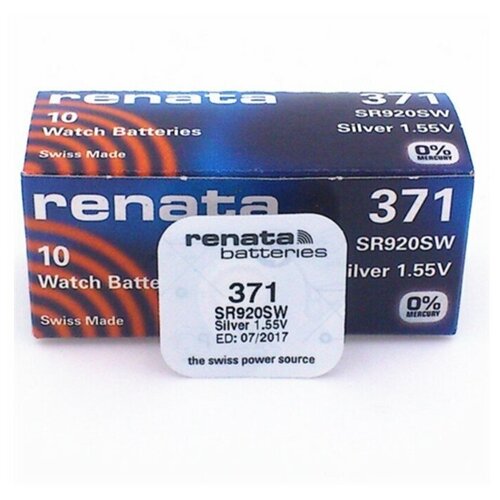 renata
371
10
SR920SW
Watch Batteries
Silver 1.55V
Swiss Made
0%
MERCURY
renata
371
10
SR920SW
Watch Batte
ilver 1.55V
Swiss Made
0%
MERCURY
renata
batteries
371
SR920SW
Silver 1.55V
ED: 07/2017
the swiss power source